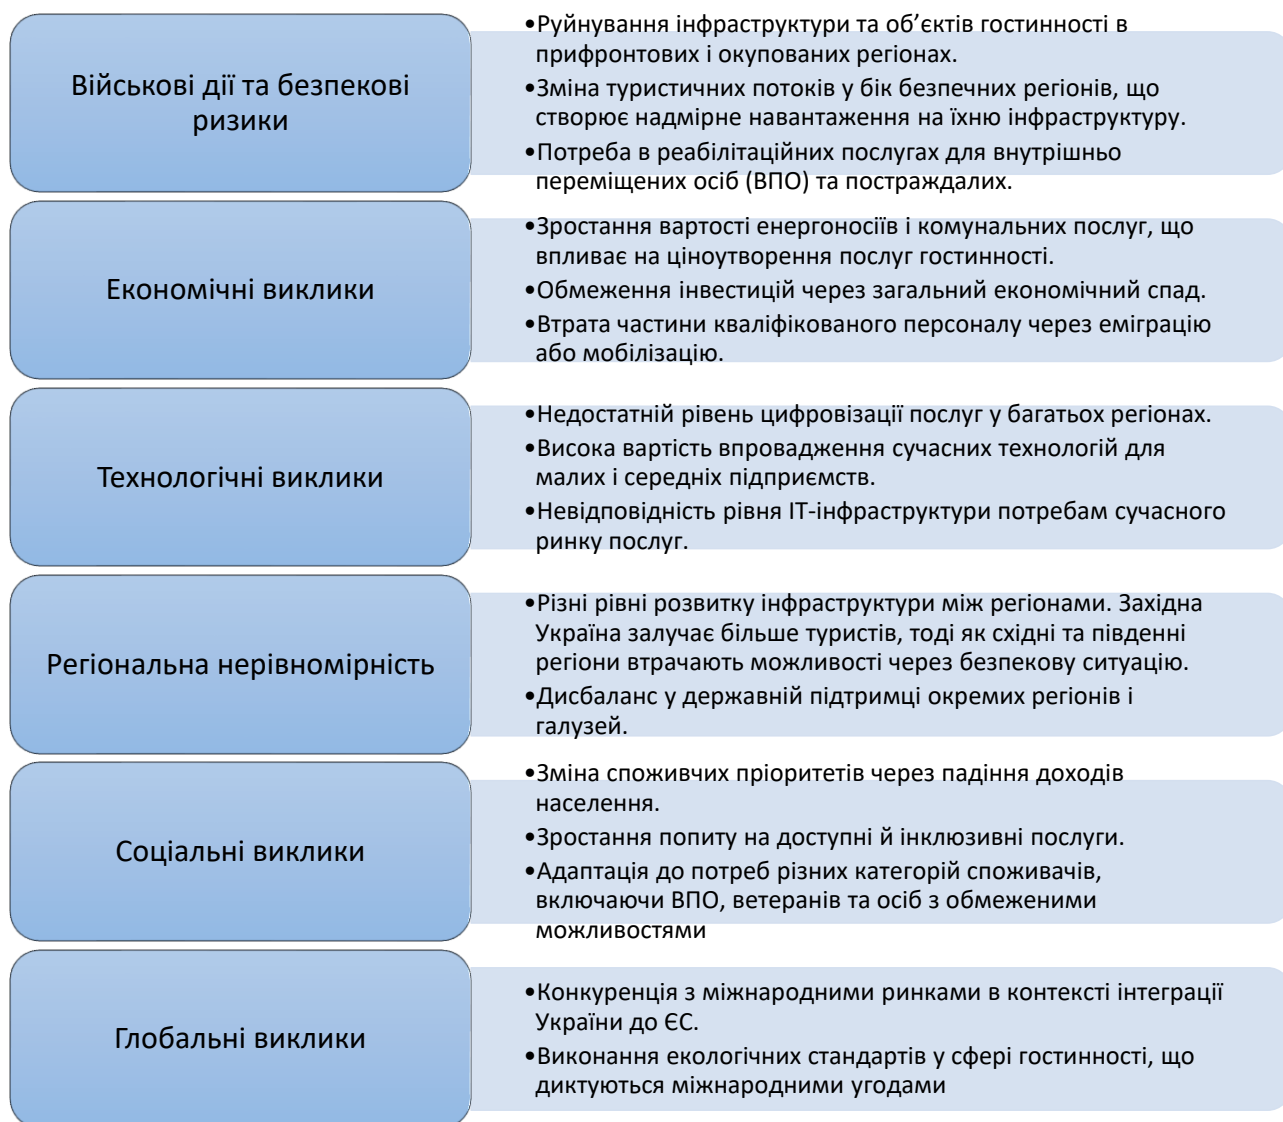 Військові дії та безпекові
ризики
•Руйнування інфраструктури та об’єктів гостинності в
прифронтових і окупованих регіонах.
•Зміна туристичних потоків у бік безпечних регіонів, що
створює надмірне навантаження на їхню інфраструктуру.
•Потреба в реабілітаційних послугах для внутрішньо
переміщених осіб (ВПО) та постраждалих.
Економічні виклики
•Зростання вартості енергоносіїв і комунальних послуг, що
впливає на ціноутворення послуг гостинності.
•Обмеження інвестицій через загальний економічний спад.
•Втрата частини кваліфікованого персоналу через еміграцію
або мобілізацію.
Технологічні виклики
•Недостатній рівень цифровізації послуг у багатьох регіонах.
•Висока вартість впровадження сучасних технологій для
малих і середніх підприємств.
•Невідповідність рівня ІТ-інфраструктури потребам сучасного
ринку послуг.
Регіональна нерівномірність
•Різні рівні розвитку інфраструктури між регіонами. Західна
Україна залучає більше туристів, тоді як східні та південні
регіони втрачають можливості через безпекову ситуацію.
•Дисбаланс у державній підтримці окремих регіонів і
галузей.
Соціальні виклики
•Зміна споживчих пріоритетів через падіння доходів
населення.
•Зростання попиту на доступні й інклюзивні послуги.
•Адаптація до потреб різних категорій споживачів,
включаючи ВПО, ветеранів та осіб з обмеженими
можливостями
Глобальні виклики
•Конкуренція з міжнародними ринками в контексті інтеграції
України до ЄС.
•Виконання екологічних стандартів у сфері гостинності, що
диктуються міжнародними угодами